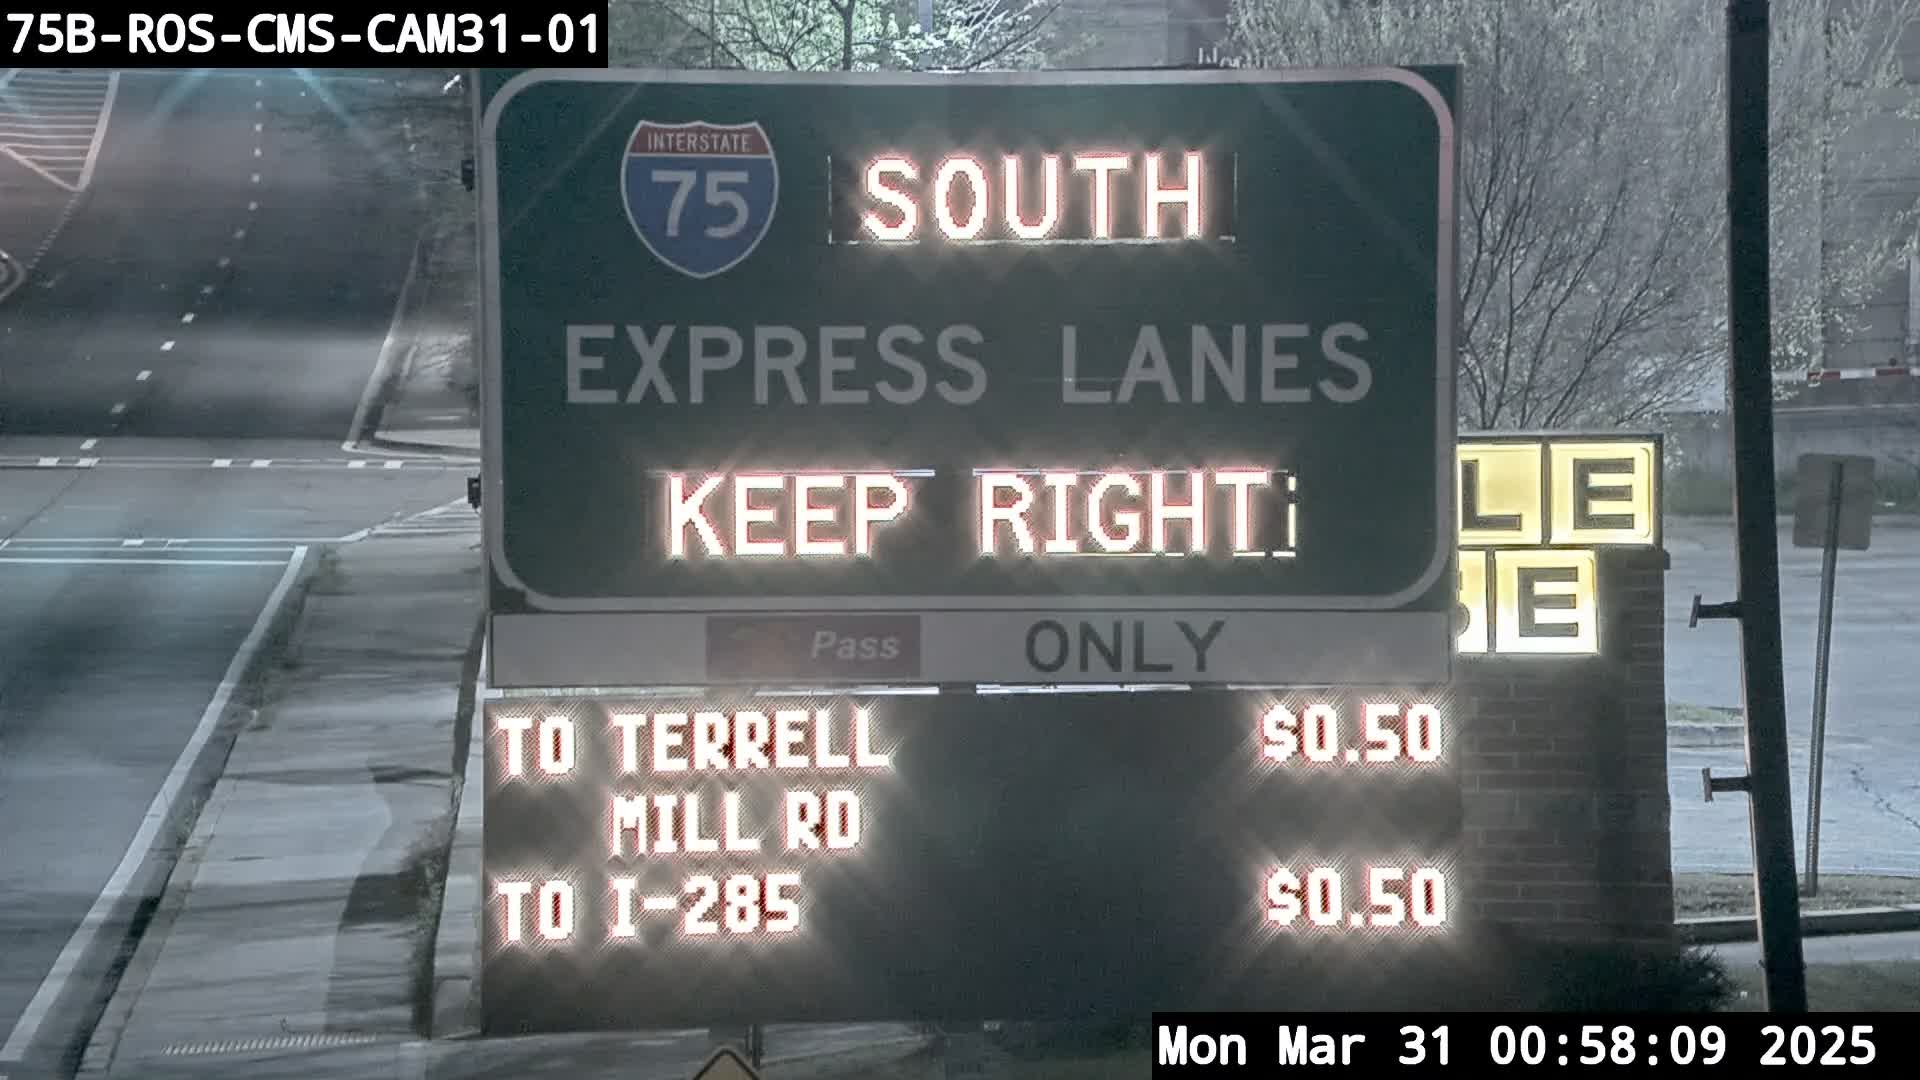 75B-ROS-CMS-CAM31-01
INTERSTATE
75
SOUTH
EXPRESS LANES
KEEP RIGHT
Pass ONLY
TO TERRELL $0.50
MILL RD
TO I-285 $0.50
LE
E
Mon Mar 31 00:58:09 2025